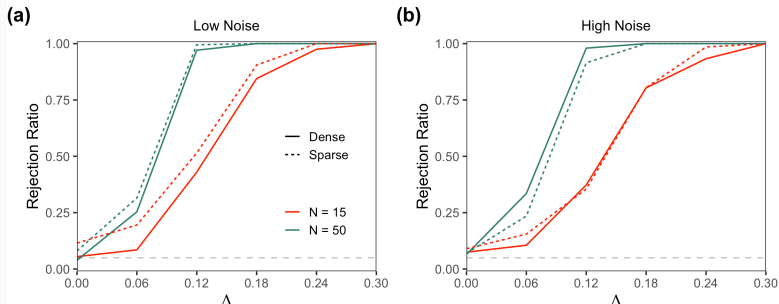 (a)
Low Noise
1.00
0.75
0.50
0.25
0.00
Rejection Ratio
Dense
Sparse
N = 15
N = 50
0.00 0.06 0.12 0.18 0.24 0.30
Δ
(b)
High Noise
1.00
0.75
0.50
0.25
0.00
Rejection Ratio
0.00 0.06 0.12 0.18 0.24 0.30
Δ